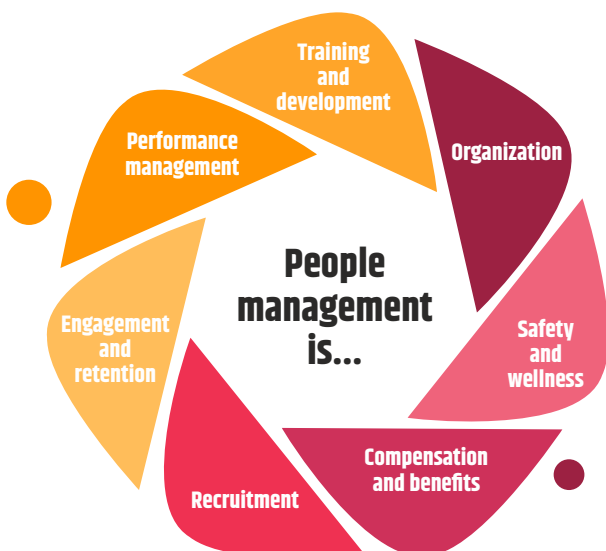 Training
and
development
Organization
Performance
management
People
management
is...
Safety
and
wellness
Engagement
and
retention
Compensation
and benefits
Recruitment